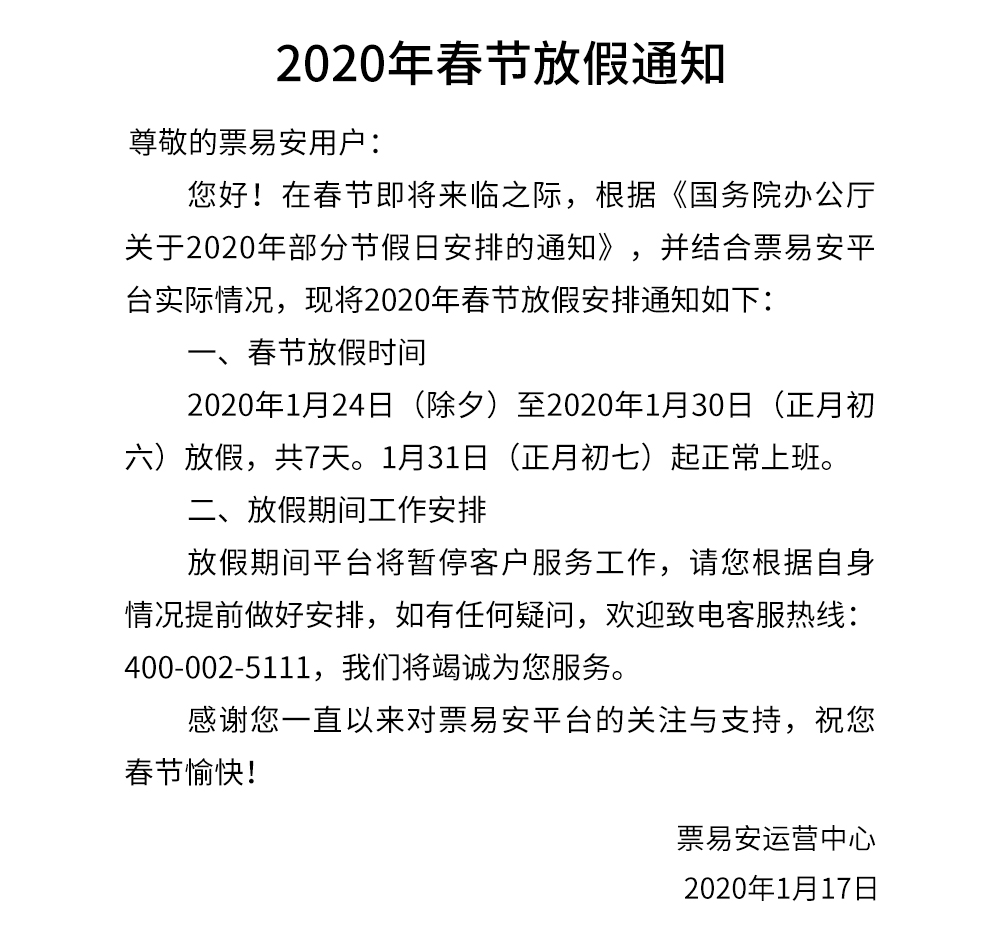 2020年春节放假通知
尊敬的票易安用户：
您好！在春节即将来临之际，根据《国务院办公厅
关于2020年部分节假日安排的通知》，并结合票易安平
台实际情况，现将2020年春节放假安排通知如下：
一、春节放假时间
2020年1月24日（除夕）至2020年1月30日（正月初
六）放假，共7天。1月31日（正月初七）起正常上班。
二、放假期间工作安排
放假期间平台将暂停客户服务工作，请您根据自身
情况提前做好安排，如有任何疑问，欢迎致电客服热线：
400-002-5111，我们将竭诚为您服务。
感谢您一直以来对票易安平台的关注与支持，祝您
春节愉快！
票易安运营中心
2020年1月17日